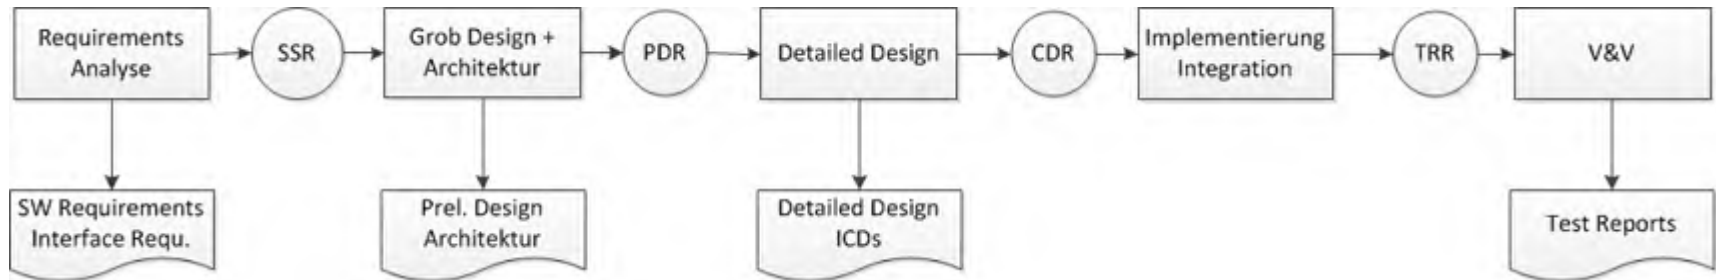 Requirements
Analyse
SSR
Grob Design +
Architektur
PDR
Detailed Design
CDR
Implementierung
Integration
TRR
V&V
SW Requirements
Interface Requ.
Prel. Design
Architektur
Detailed Design
ICDs
Test Reports